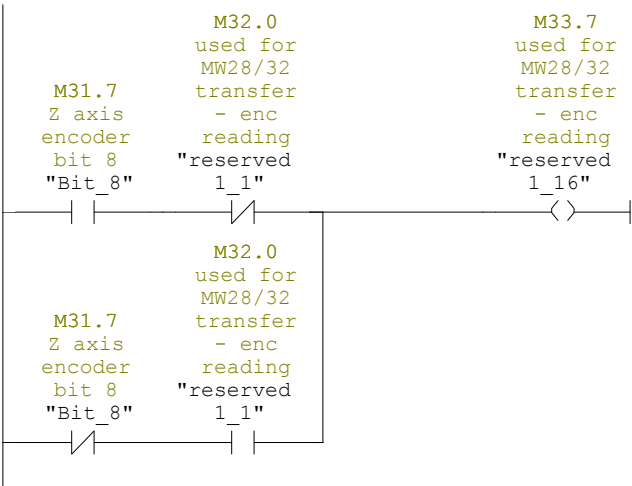 M32.0
used for
MW28/32
transfer
- enc
reading
"reserved
1_1"
M31.7
Z axis
encoder
bit 8
"Bit_8"
M33.7
used for
MW28/32
transfer
- enc
reading
"reserved
1_16"
M32.0
used for
MW28/32
transfer
- enc
reading
"reserved
1_1"
M31.7
Z axis
encoder
bit 8
"Bit_8"